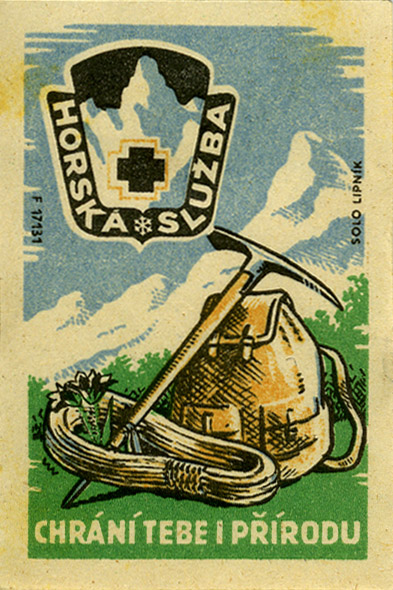 HORSKÁ SLUŽBA
F 17131
SOLO LIPNÍK
CHRÁNÍ TEBE I PŘÍRODU